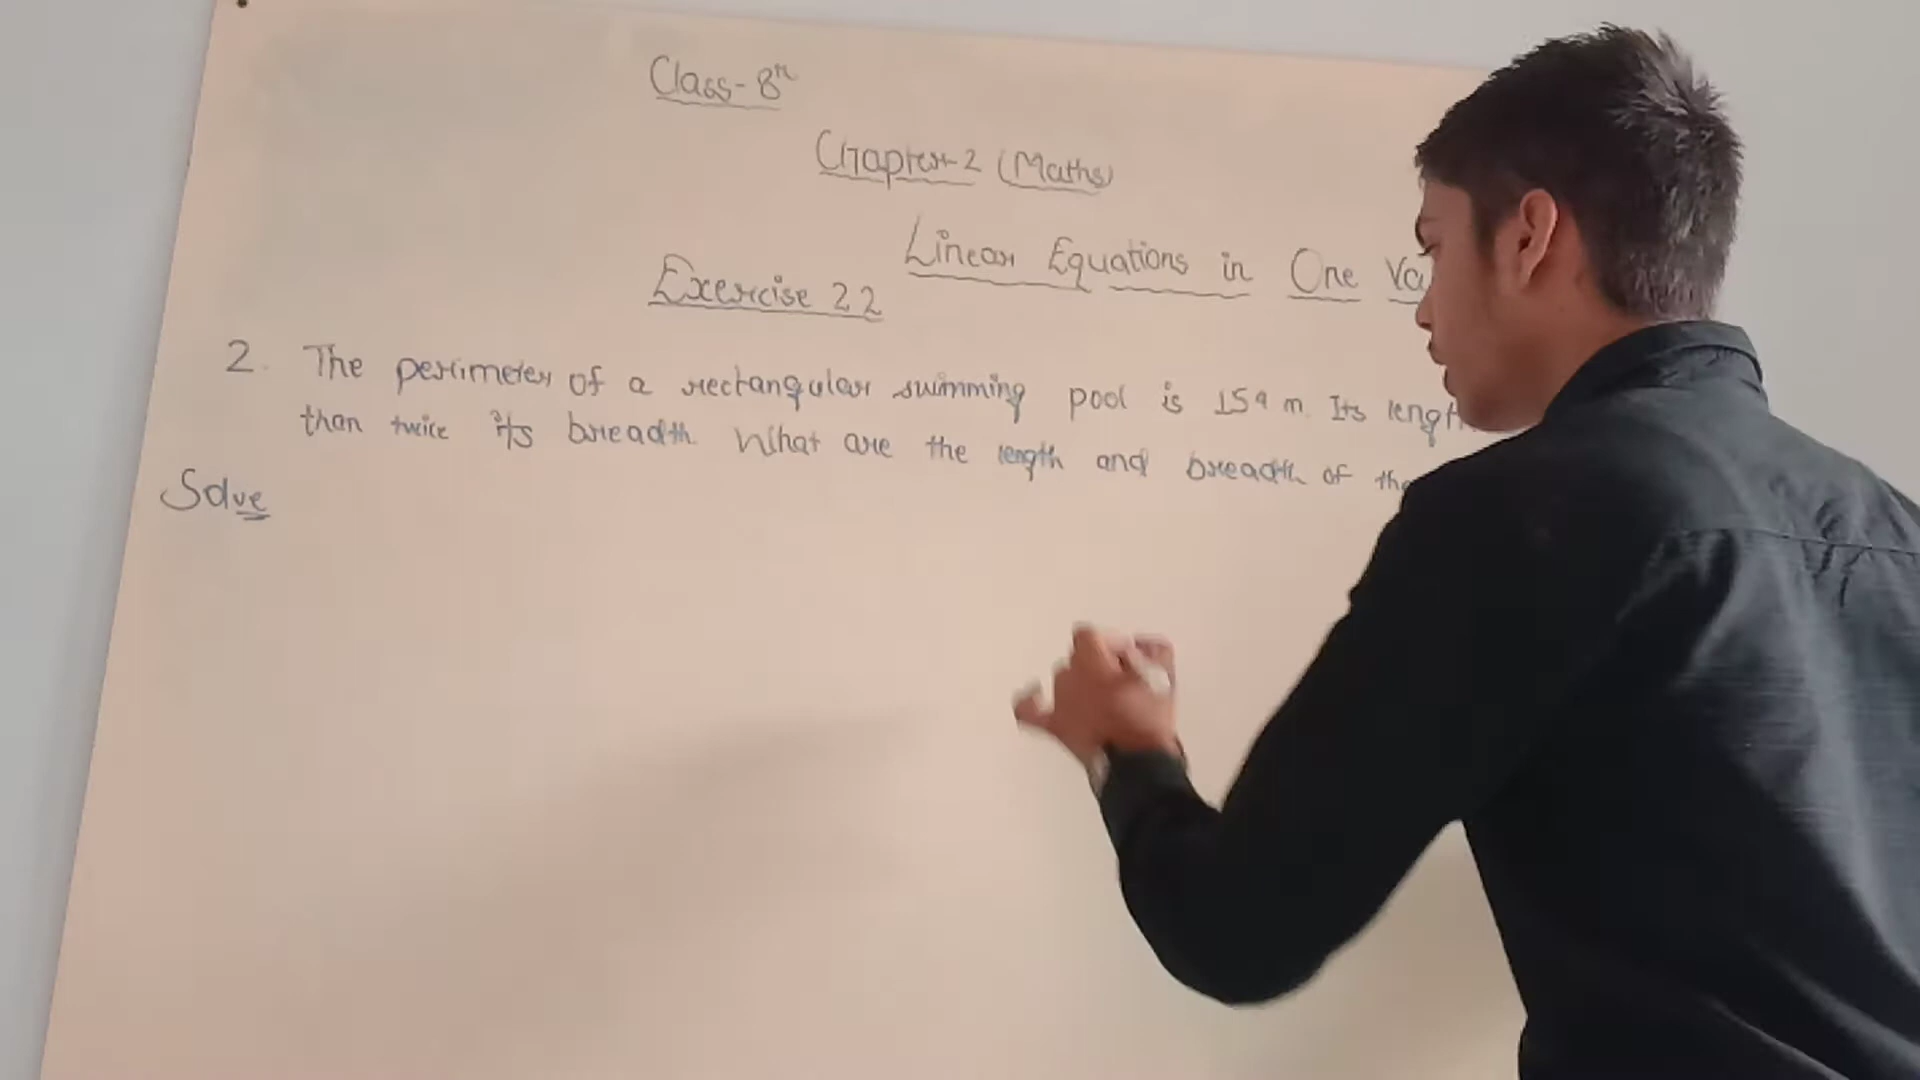 Class-8th
Chapter-2 (Maths)
Linear Equations in One Va
Exercise 2.2
2. The perimeter of a rectangular swimming pool is 154 m. Its lengt
than twice its breadth. What are the length and breadth of the
Solve